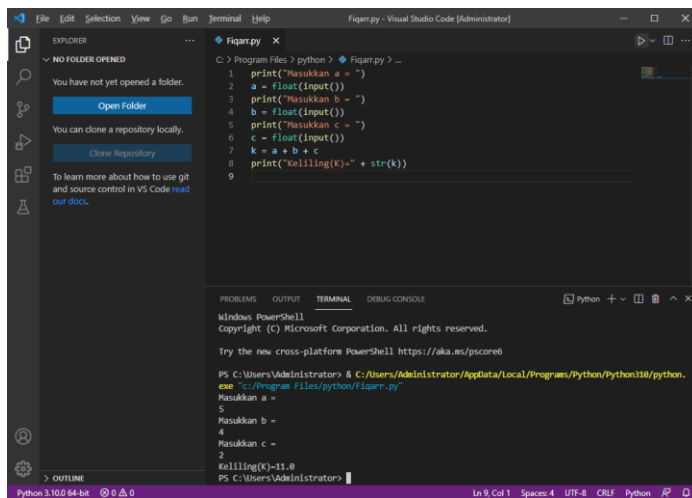 File Edit Selection View Go Run Terminal Help Fiqarr.py - Visual Studio Code [Administrator]
EXPLORER ...
NO FOLDER OPENED
You have not yet opened a folder.
Open Folder
You can clone a repository locally.
Clone Repository
To learn more about how to use git
and source control in VS Code read
our docs.
OUTLINE
Fiqarr.py
C: > Program Files > python > Fiqarr.py > ...
1 print("Masukkan a = ")
2 a = float(input())
3 print("Masukkan b = ")
4 b = float(input())
5 print("Masukkan c = ")
6 c = float(input())
7 k = a + b + c
8 print("Keliling(K)=" + str(k))
9
PROBLEMS OUTPUT TERMINAL DEBUG CONSOLE Python
Windows PowerShell
Copyright (C) Microsoft Corporation. All rights reserved.
Try the new cross-platform PowerShell https://aka.ms/pscore6
PS C:\Users\Administrator> & C:/Users/Administrator/AppData/Local/Programs/Python/Python310/python.
exe "c:/Program Files/python/Fiqarr.py"
Masukkan a =
5
Masukkan b =
4
Masukkan c =
2
Keliling(K)=11.0
PS C:\Users\Administrator>
Python 3.10.0 64-bit 0 0 Ln 9, Col 1 Spaces: 4 UTF-8 CRLF Python